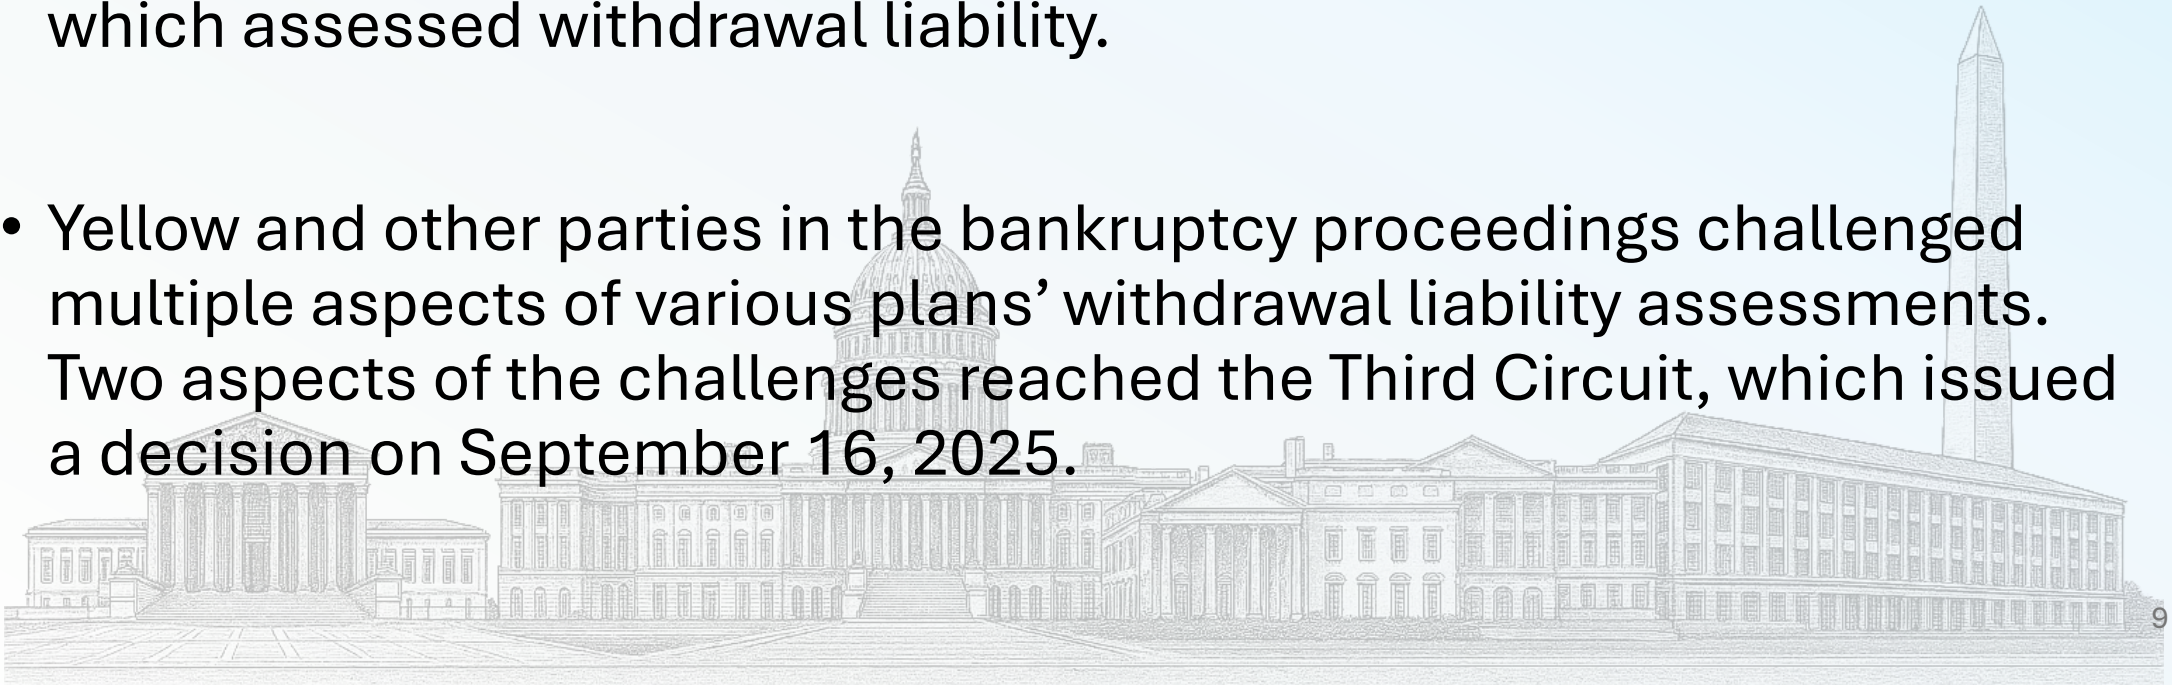 which assessed withdrawal liability.
• Yellow and other parties in the bankruptcy proceedings challenged
multiple aspects of various plans’ withdrawal liability assessments.
Two aspects of the challenges reached the Third Circuit, which issued
a decision on September 16, 2025.
9